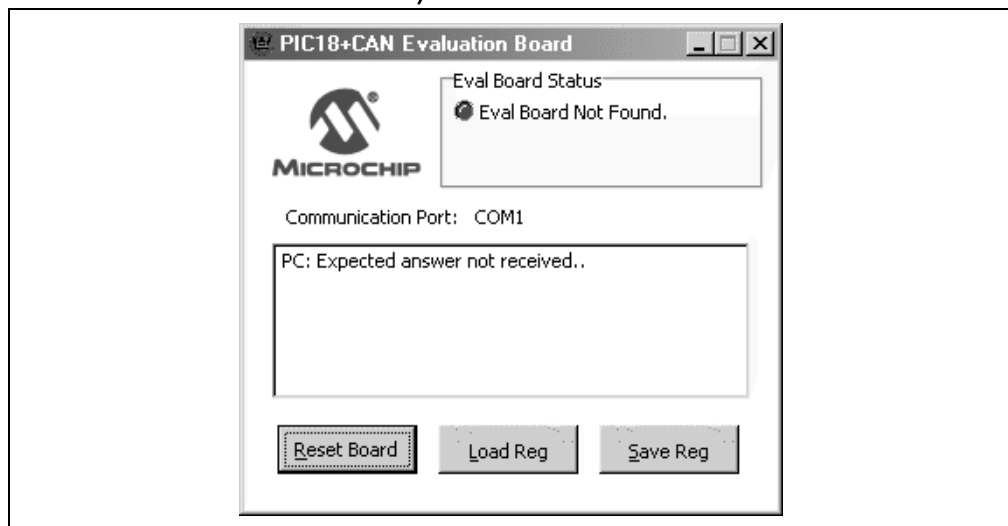 PIC18+CAN Evaluation Board
Eval Board Status
Eval Board Not Found.
MICROCHIP
®
Communication Port: COM1
PC: Expected answer not received..
Reset Board
Load Reg
Save Reg